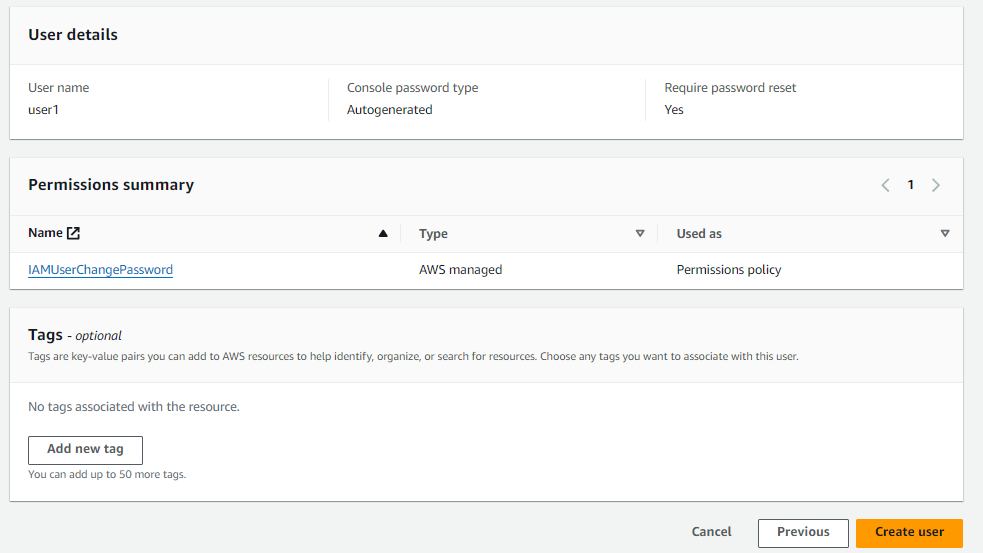 User details
User name
Console password type
Require password reset
user1
Autogenerated
Yes
Permissions summary
1
Name
Type
Used as
IAMUserChangePassword
AWS managed
Permissions policy
Tags - optional
Tags are key-value pairs you can add to AWS resources to help identify, organize, or search for resources. Choose any tags you want to associate with this user.
No tags associated with the resource.
Add new tag
You can add up to 50 more tags.
Cancel
Previous
Create user